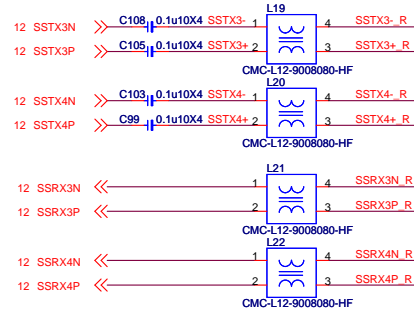 L19
12 SSTX3N C108 0.1u10X4 SSTX3- 1 4 SSTX3-_R
12 SSTX3P C105 0.1u10X4 SSTX3+ 2 3 SSTX3+_R
CMC-L12-9008080-HF
L20
12 SSTX4N C103 0.1u10X4 SSTX4- 1 4 SSTX4-_R
12 SSTX4P C99 0.1u10X4 SSTX4+ 2 3 SSTX4+_R
CMC-L12-9008080-HF
L21
12 SSRX3N 1 4 SSRX3N_R
12 SSRX3P 2 3 SSRX3P_R
CMC-L12-9008080-HF
L22
12 SSRX4N 1 4 SSRX4N_R
12 SSRX4P 2 3 SSRX4P_R
CMC-L12-9008080-HF